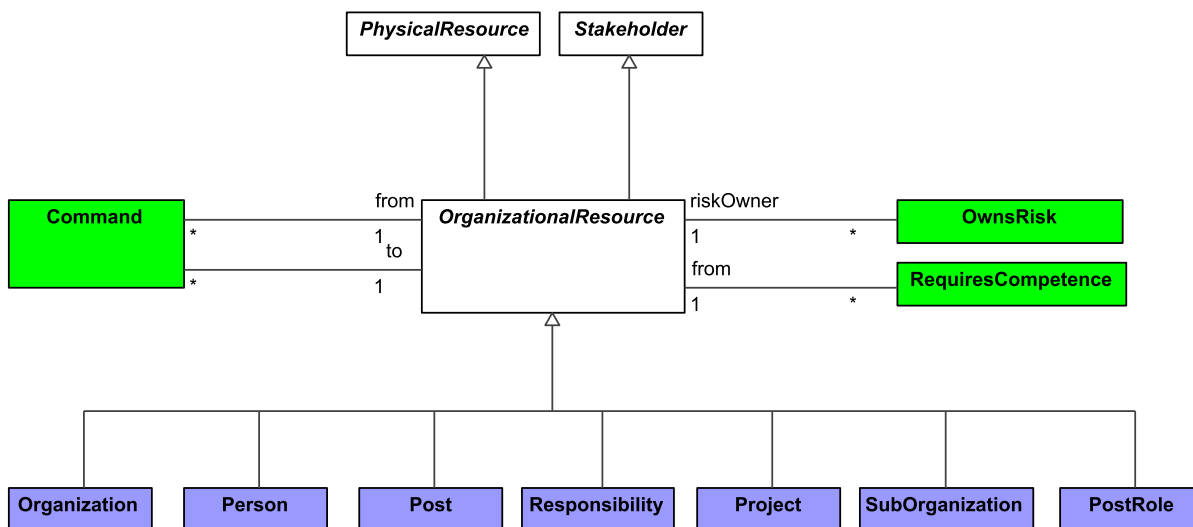 PhysicalResource
Stakeholder
Command
from
OrganizationalResource
riskOwner
OwnsRisk
*
1
1
*
to
from
RequiresCompetence
*
1
1
*
Organization
Person
Post
Responsibility
Project
SubOrganization
PostRole